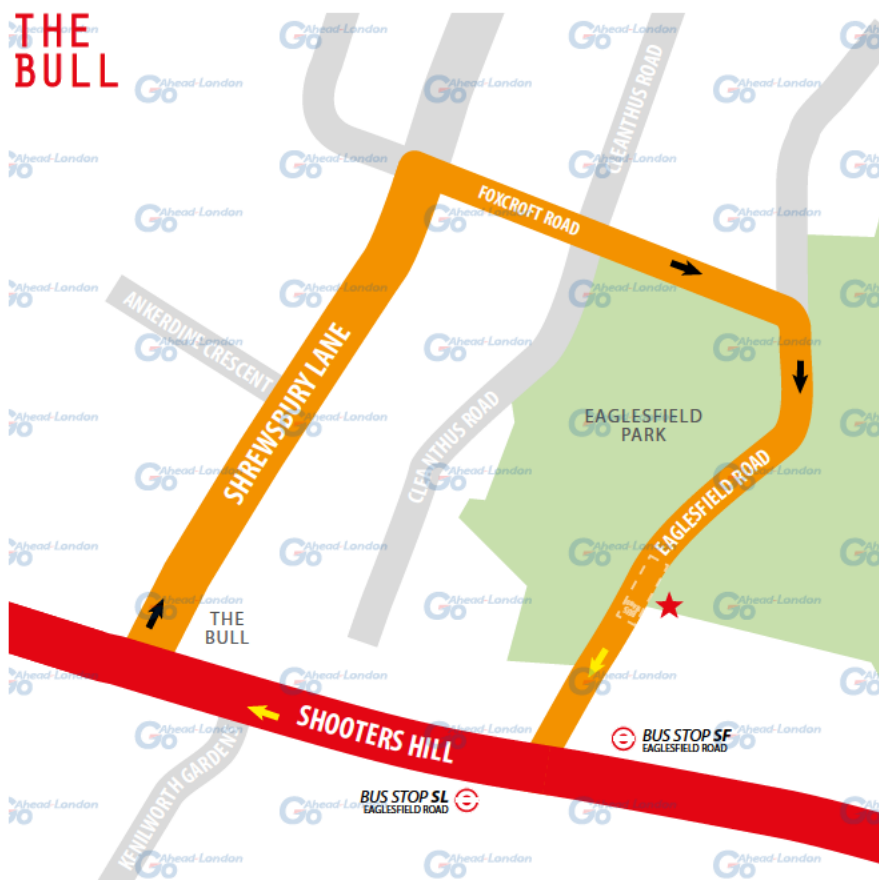 THE
BULL
CLEANTHUS ROAD
FOXCROFT ROAD
ANKERDINE CRESCENT
SHREWSBURY LANE
EAGLESFIELD
PARK
CLEANTHUS ROAD
EAGLESFIELD ROAD
THE
BULL
SHOOTERS HILL
BUS STOP SF
EAGLESFIELD ROAD
BUS STOP SL
EAGLESFIELD ROAD
KENILWORTH GARDENS
Go Ahead-London